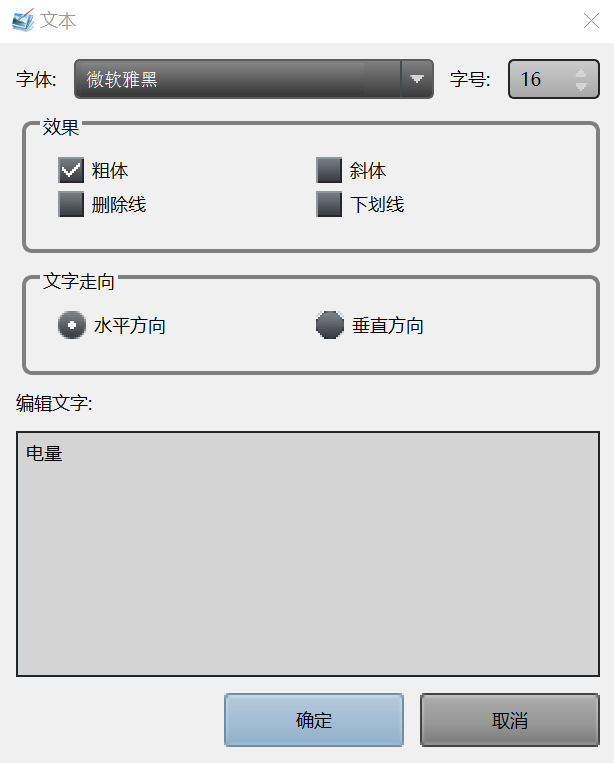 文本
字体: 微软雅黑 字号: 16
效果
粗体 斜体
删除线 下划线
文字走向
水平方向 垂直方向
编辑文字:
电量
确定 取消